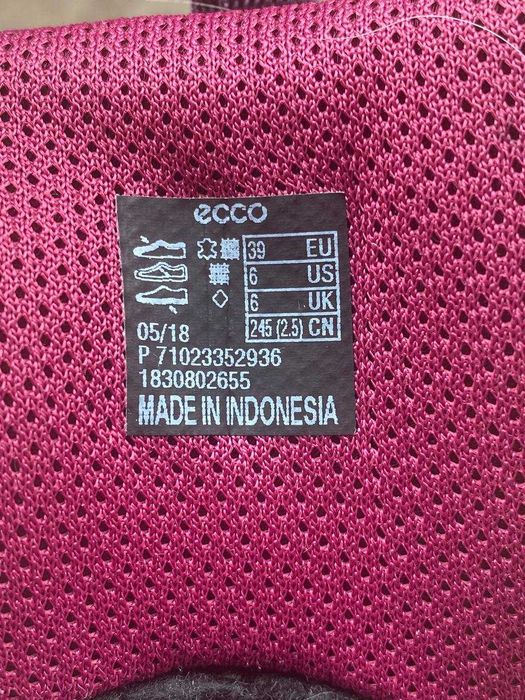 ecco
39 EU
6 US
6 UK
245 (2.5) CN
05/18
P 71023352936
1830802655
MADE IN INDONESIA